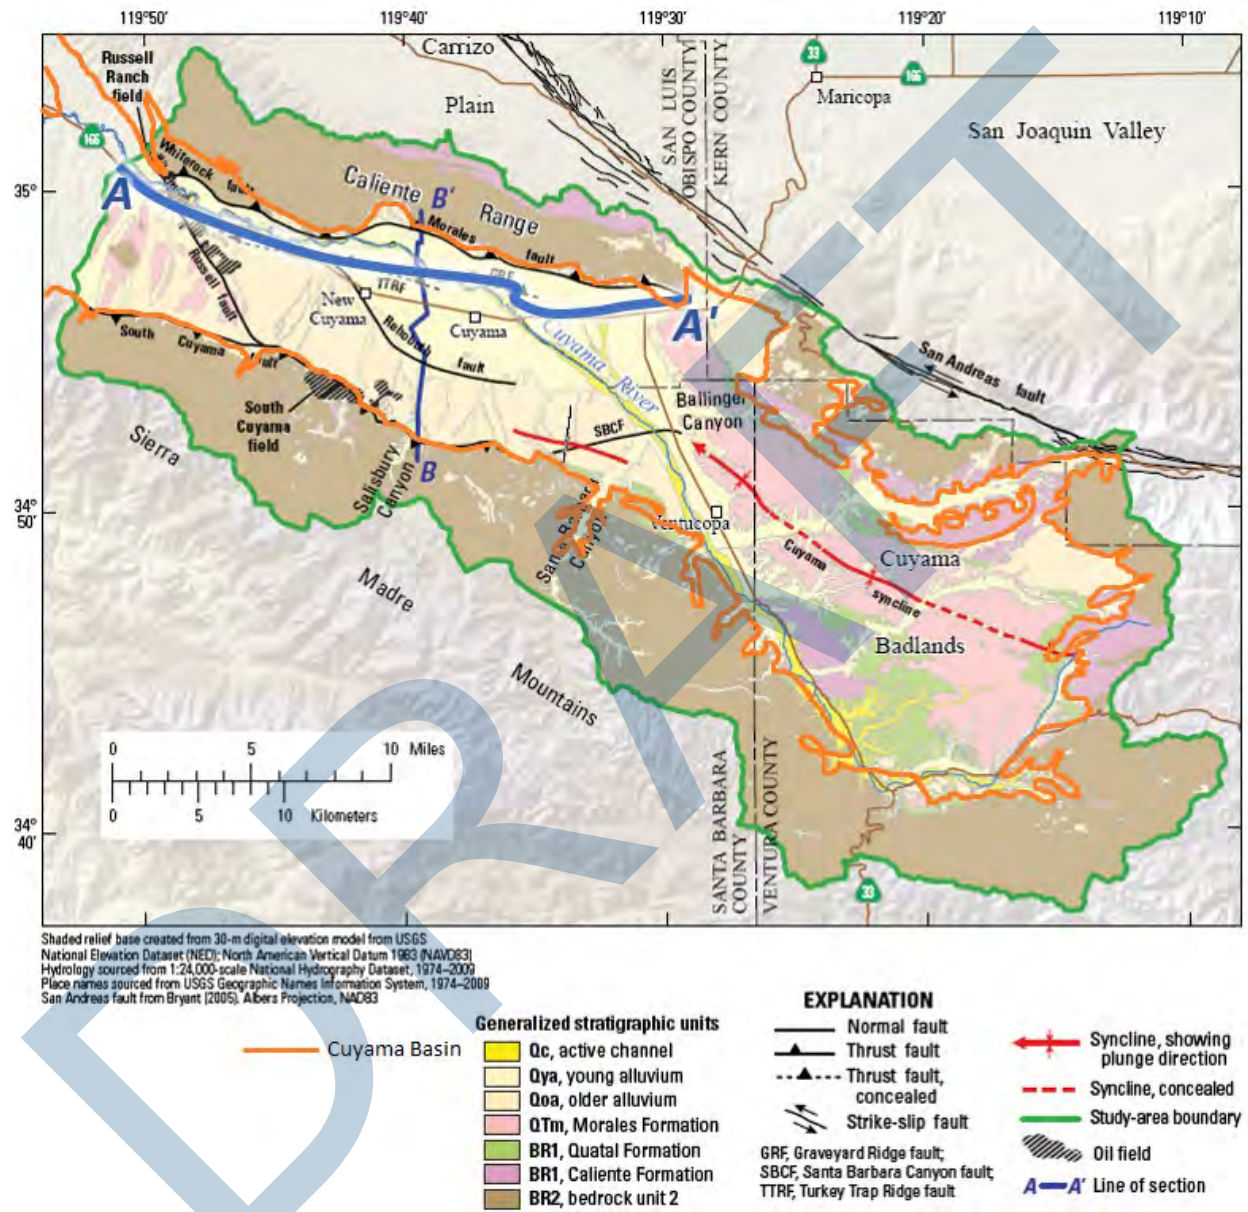 119°50' 119°40' 119°30' 119°20' 119°10'
Carrizo
Plain
Russell
Ranch
field
166
33
166
Maricopa
San Joaquin Valley
SAN LUIS
OBISPO COUNTY
KERN COUNTY
Whiterock fault
35°
A
Caliente
Range
B'
Morales fault
Russell fault
GRF
TTRF
New
Cuyama
Cuyama
A'
Cuyama River
Rehoboth fault
South Cuyama fault
San Andreas fault
Ballinger
Canyon
South
Cuyama
field
SBCF
Sierra
Salisbury
Canyon
B
34°
50'
Santa Barbara
Canyon
Ventucopa
Cuyama
syncline
Cuyama
Badlands
Madre
Mountains
0 5 10 Miles
0 5 10 Kilometers
SANTA BARBARA
COUNTY
VENTURA COUNTY
34°
40'
33
DRAFT
Shaded relief base created from 30-m digital elevation model from USGS
National Elevation Dataset (NED); North American Vertical Datum 1983 (NAVD83)
Hydrology sourced from 1:24,000-scale National Hydrography Dataset, 1974–2009
Place names sourced from USGS Geographic Names Information System, 1974–2009
San Andreas fault from Bryant (2005). Albers Projection, NAD83
Cuyama Basin
Generalized stratigraphic units
Qc, active channel
Qya, young alluvium
Qoa, older alluvium
QTm, Morales Formation
BR1, Quatal Formation
BR1, Caliente Formation
BR2, bedrock unit 2
EXPLANATION
Normal fault
Thrust fault
Thrust fault,
concealed
Strike-slip fault
GRF, Graveyard Ridge fault;
SBCF, Santa Barbara Canyon fault;
TTRF, Turkey Trap Ridge fault
Syncline, showing
plunge direction
Syncline, concealed
Study-area boundary
Oil field
A A' Line of section